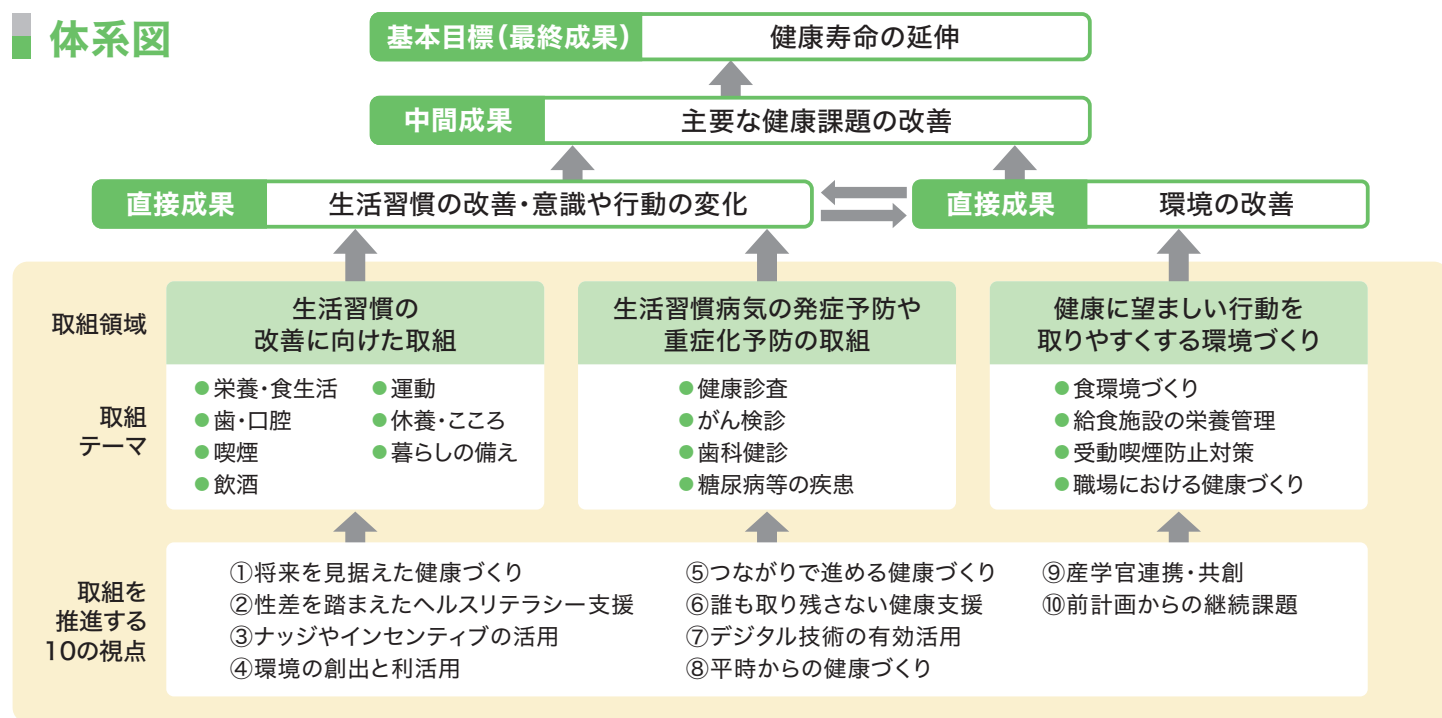 体系図
基本目標(最終成果) 健康寿命の延伸
中間成果 主要な健康課題の改善
直接成果 生活習慣の改善・意識や行動の変化
直接成果 環境の改善
取組領域
生活習慣の
改善に向けた取組
生活習慣病気の発症予防や
重症化予防の取組
健康に望ましい行動を
取りやすくする環境づくり
取組
テーマ
●栄養・食生活
●歯・口腔
●喫煙
●飲酒
●運動
●休養・こころ
●暮らしの備え
●健康診査
●がん検診
●歯科健診
●糖尿病等の疾患
●食環境づくり
●給食施設の栄養管理
●受動喫煙防止対策
●職場における健康づくり
取組を
推進する
10の視点
①将来を見据えた健康づくり
②性差を踏まえたヘルスリテラシー支援
③ナッジやインセンティブの活用
④環境の創出と利活用
⑤つながりで進める健康づくり
⑥誰も取り残さない健康支援
⑦デジタル技術の有効活用
⑧平時からの健康づくり
⑨産学官連携・共創
⑩前計画からの継続課題